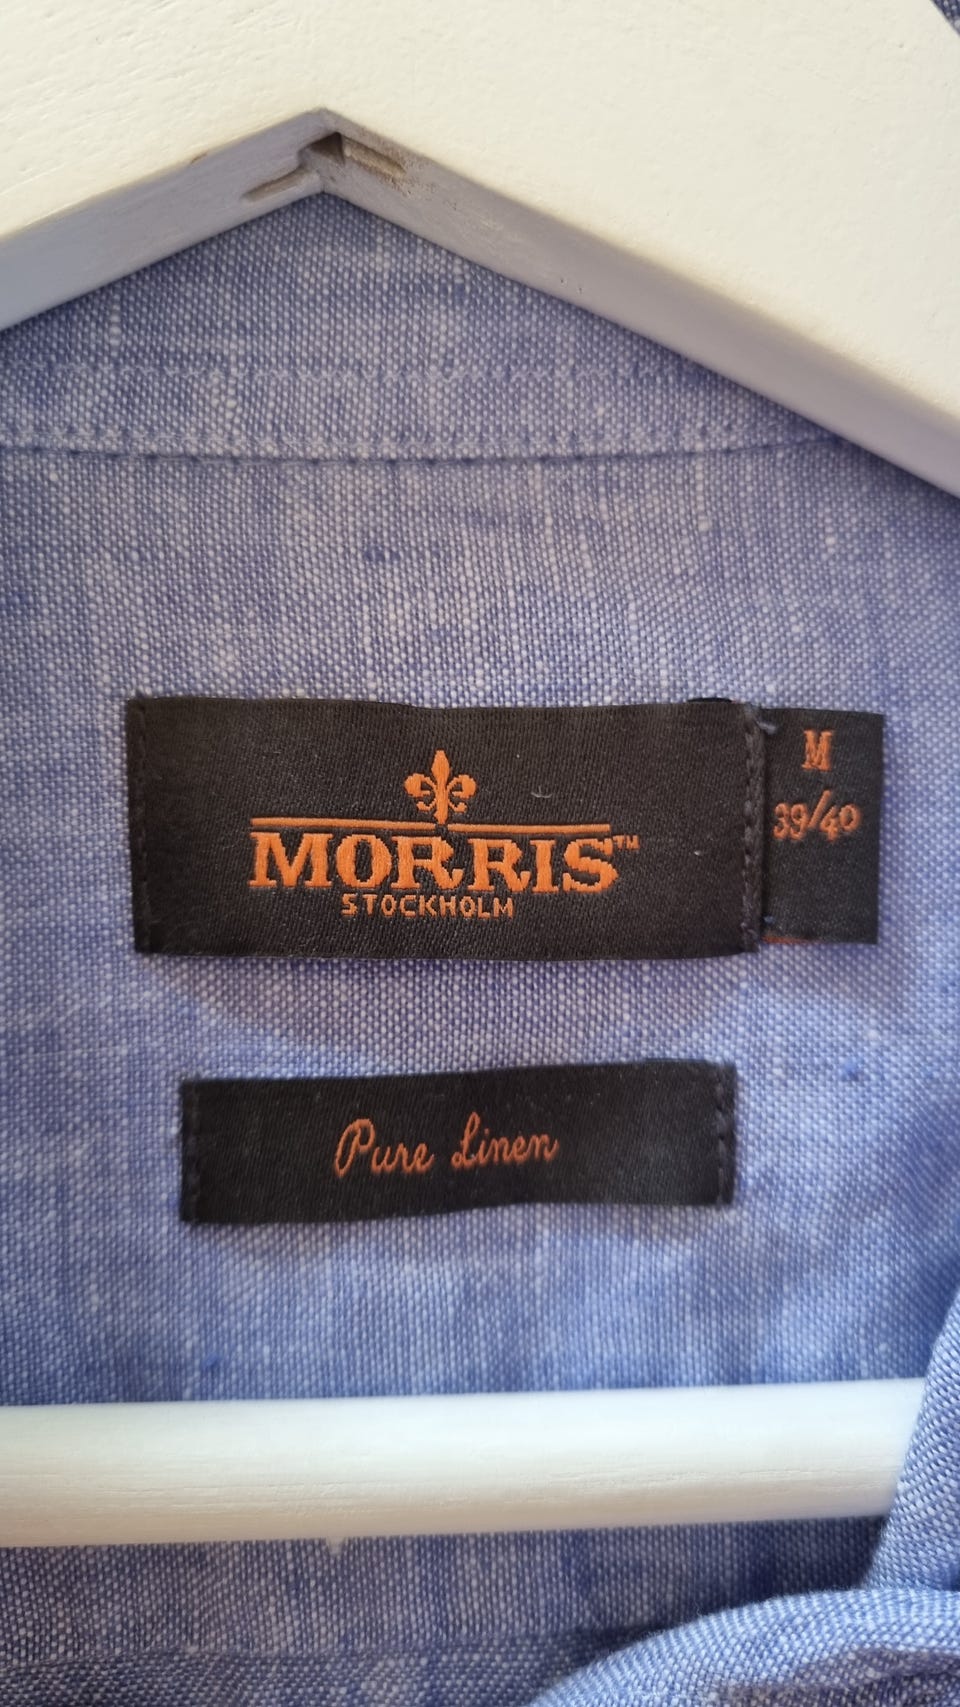 MORRIS™
STOCKHOLM
M
39/40
Pure Linen